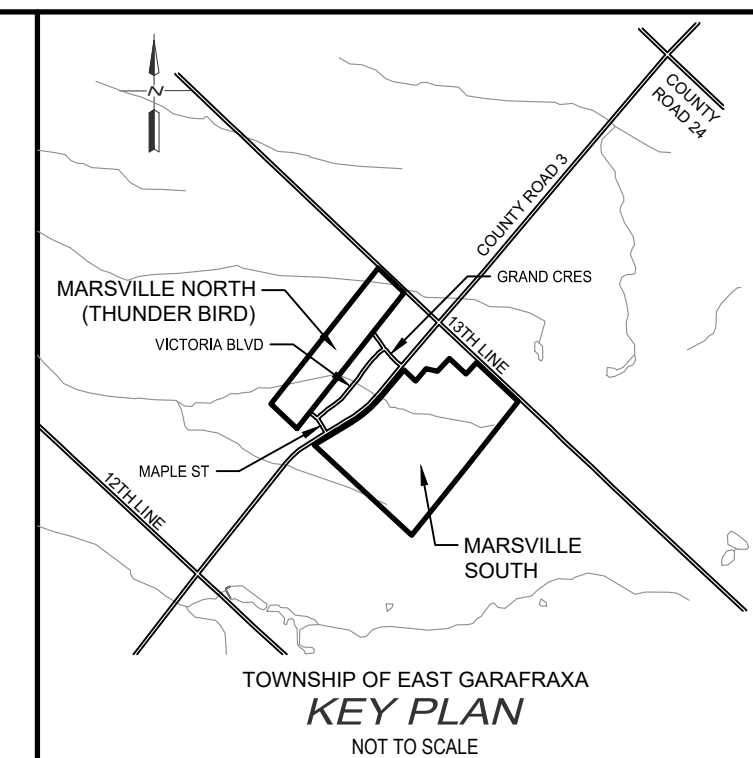 COUNTY
ROAD 24
N
COUNTY ROAD 3
GRAND CRES
MARSVILLE NORTH
(THUNDER BIRD)
13TH LINE
VICTORIA BLVD
MAPLE ST
12TH LINE
MARSVILLE
SOUTH
TOWNSHIP OF EAST GARAFRAXA
KEY PLAN
NOT TO SCALE